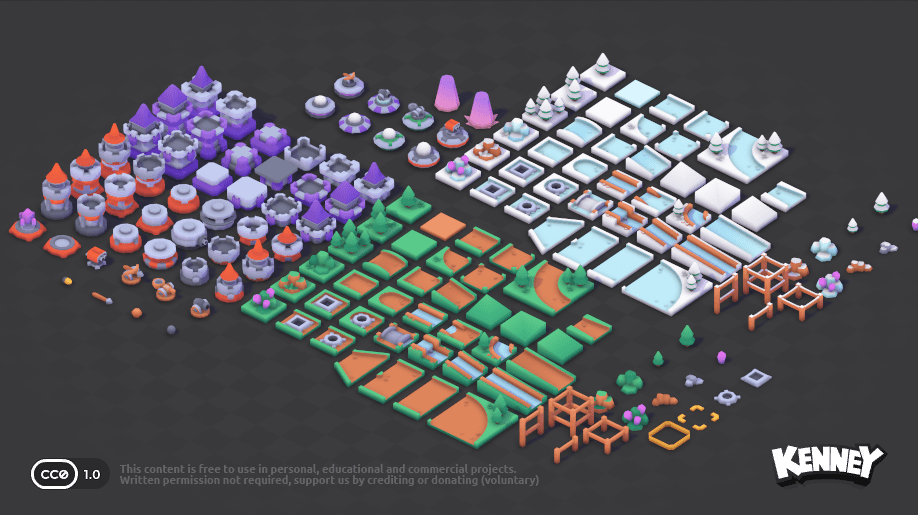 CC0 1.0
This content is free to use in personal, educational and commercial projects.
Written permission not required, support us by crediting or donating (voluntary)
KENNEY